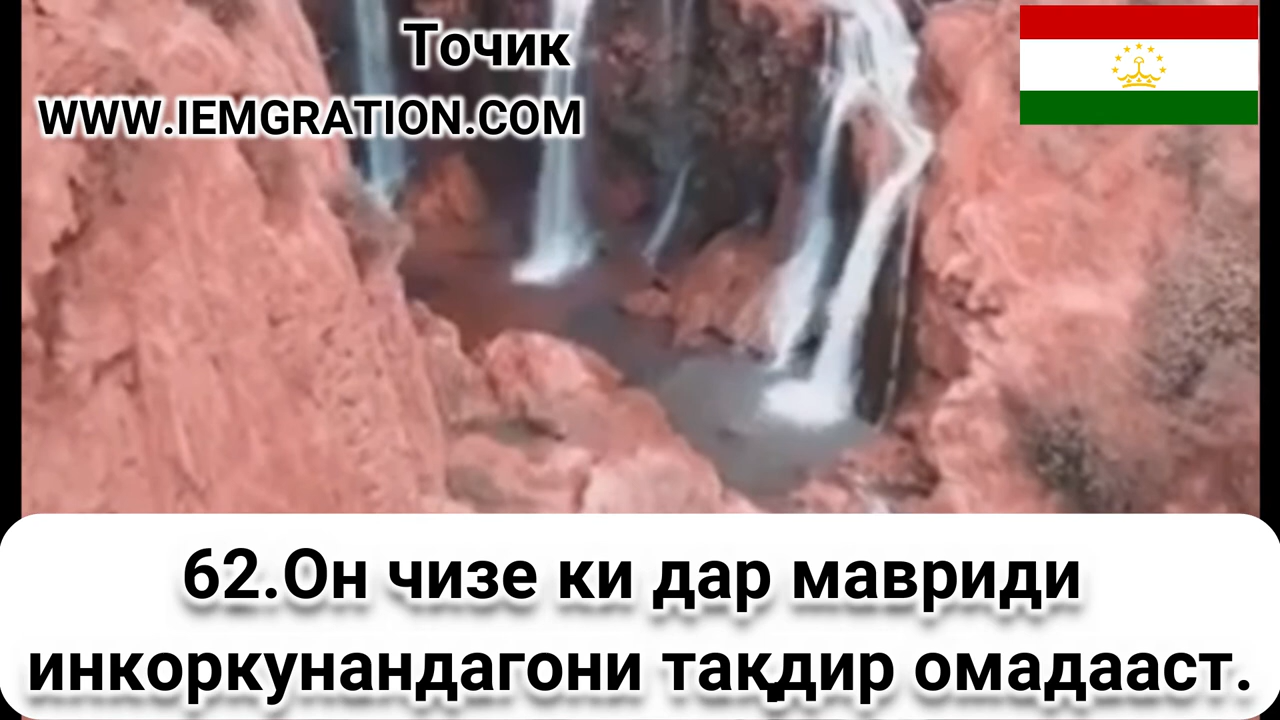 Точик
WWW.IEMGRATION.COM
62.Он чизе ки дар мавриди
инкоркунандагони тақдир омадааст.